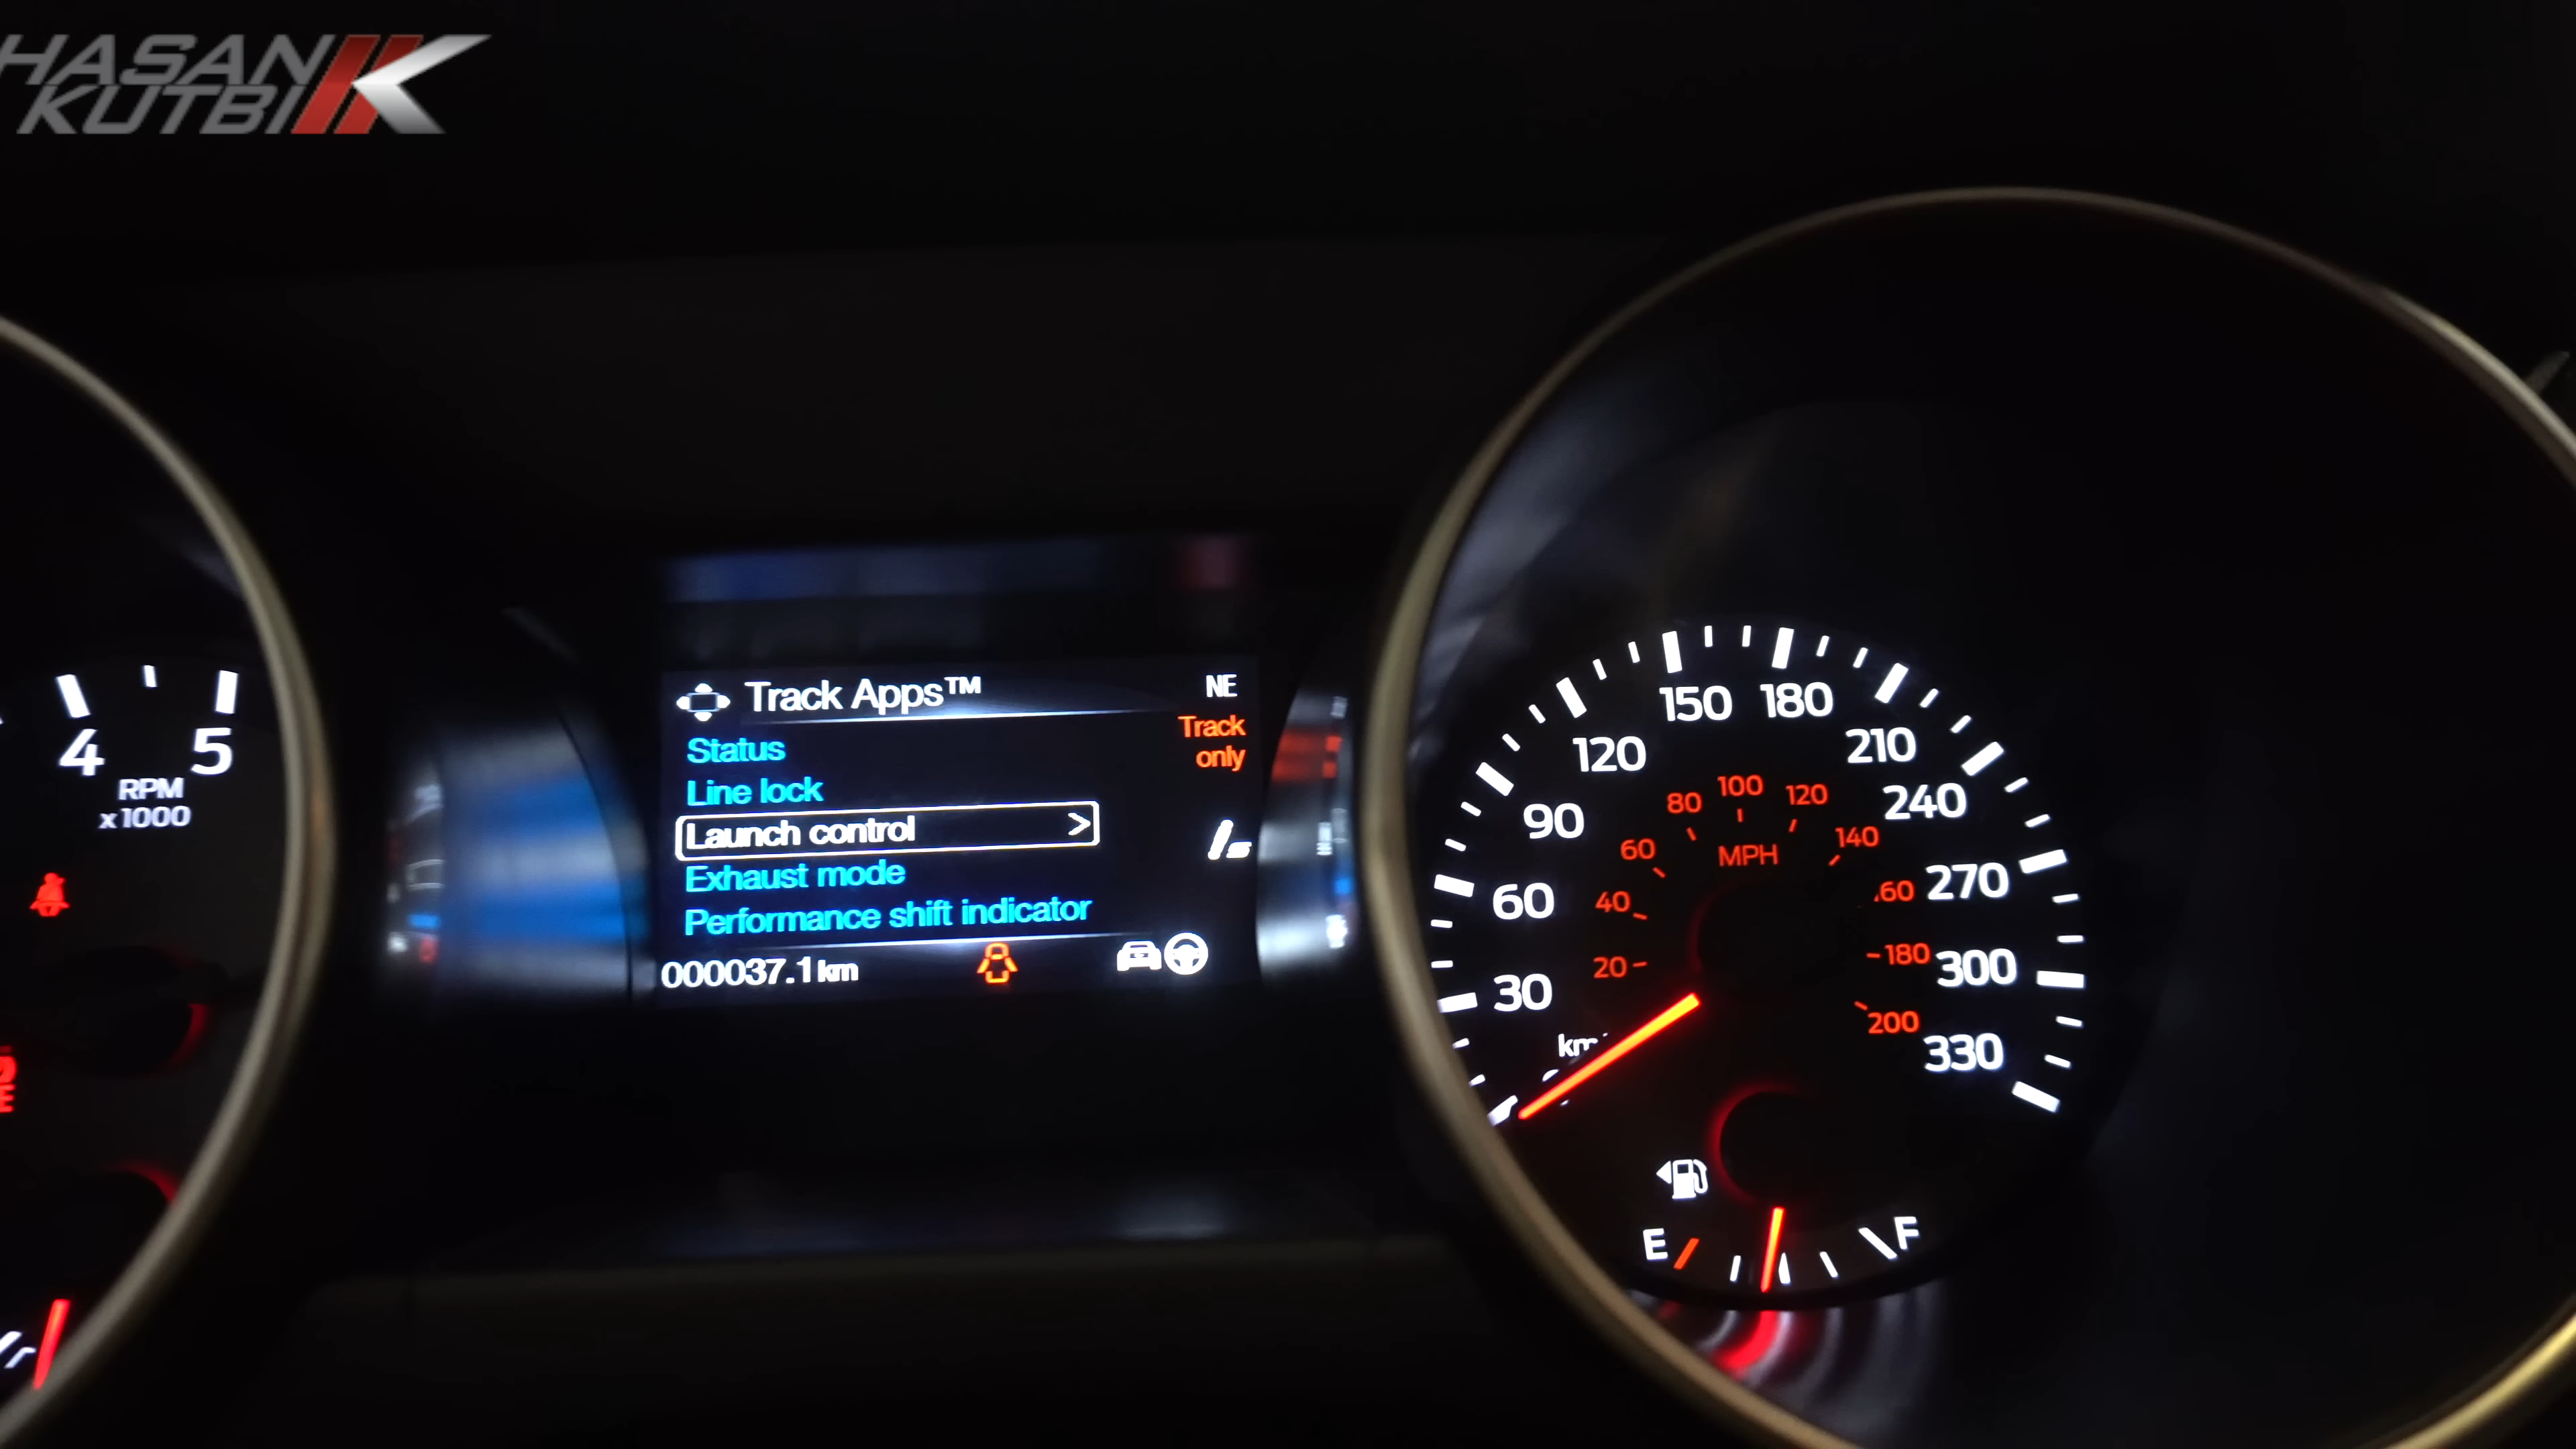 HASAN
KUTBI
Track Apps™
NE
Track
only
Status
Line lock
Launch control >
Exhaust mode
Performance shift indicator
000037.1 km
4 5
RPM
x1000
30 60 90 120 150 180 210 240 270 300 330
20 40 60 80 100 120 140 180 200
MPH
E F